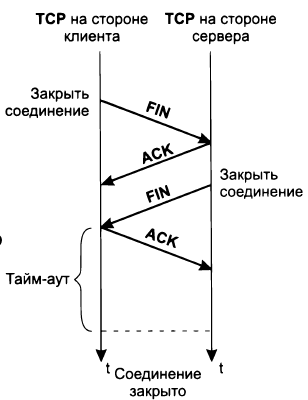 TCP на стороне клиента
TCP на стороне сервера
Закрыть
соединение
FIN
ACK
Закрыть
соединение
FIN
ACK
Тайм-аут
t
t
Соединение
закрыто